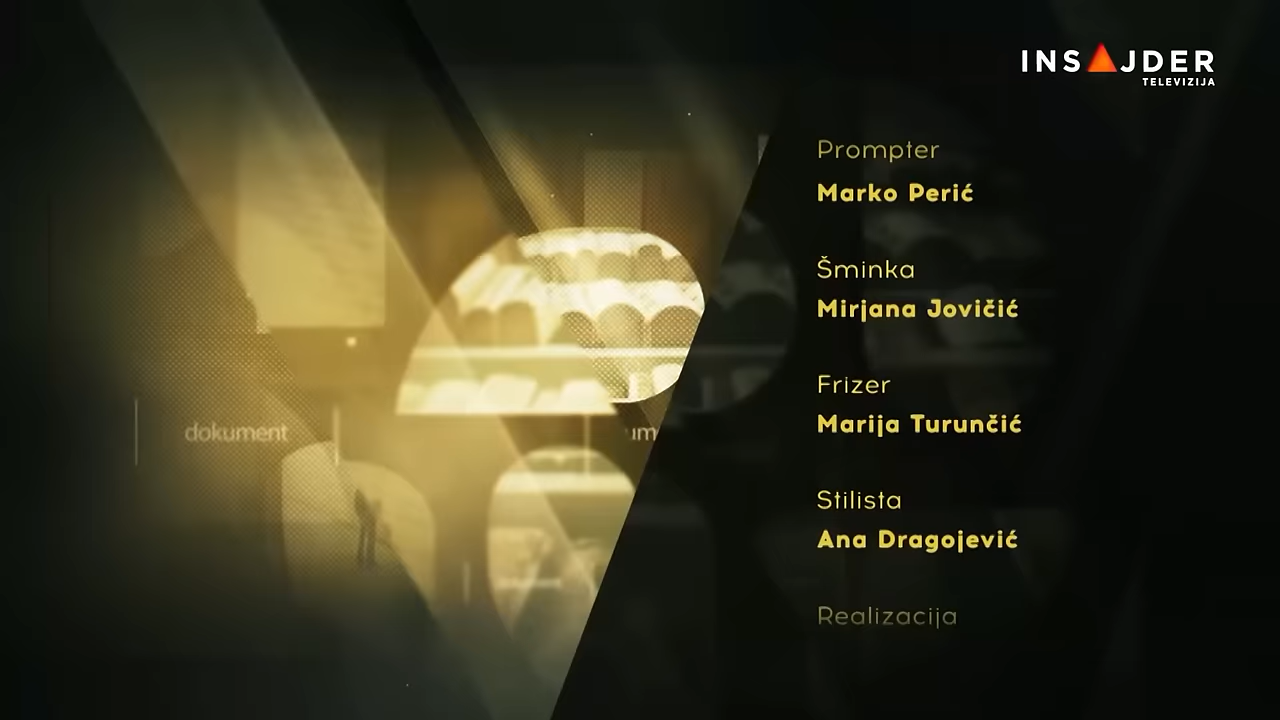 INSAJDER
TELEVIZIJA
Prompter
Marko Perić
Šminka
Mirjana Jovičić
Frizer
Marija Turunčić
dokument
Stilista
Ana Dragojević
Realizacija